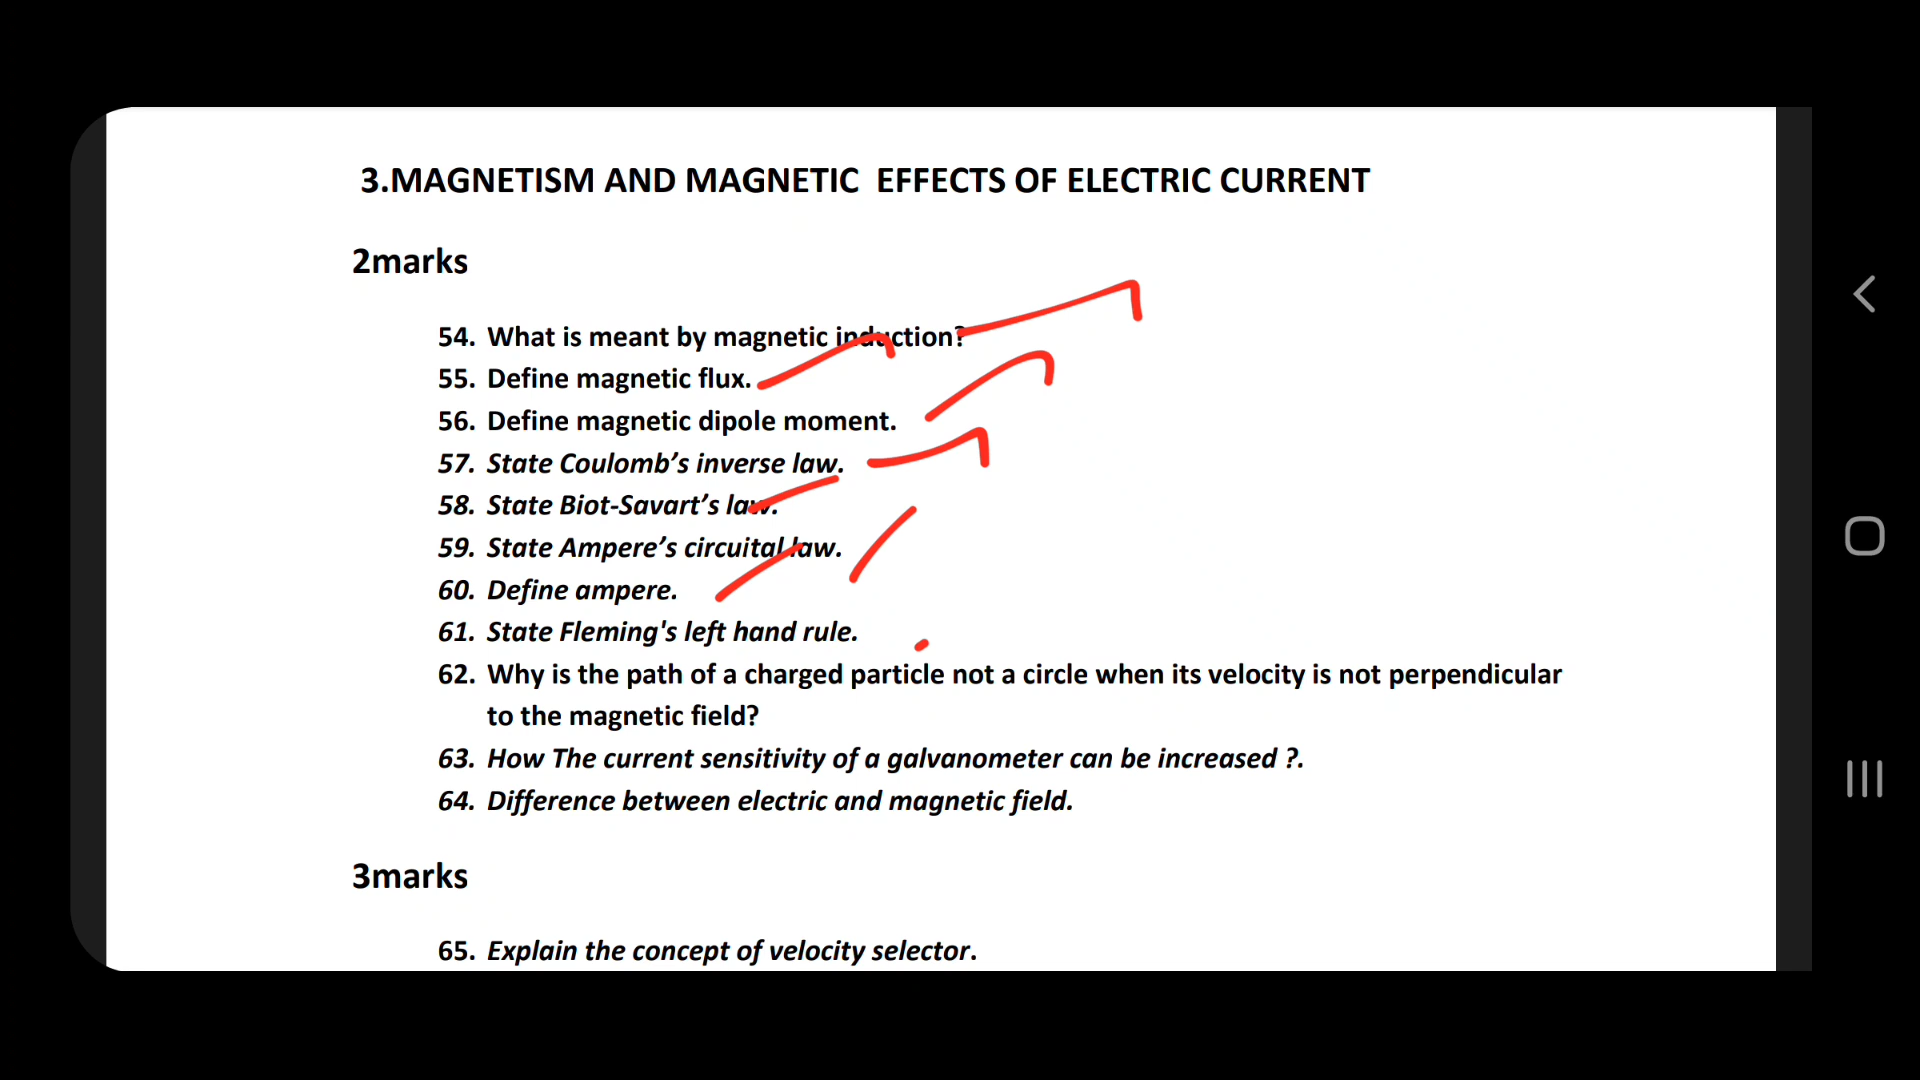 3.MAGNETISM AND MAGNETIC EFFECTS OF ELECTRIC CURRENT
2marks
54. What is meant by magnetic induction?
55. Define magnetic flux.
56. Define magnetic dipole moment.
57. State Coulomb's inverse law.
58. State Biot-Savart's law.
59. State Ampere's circuital law.
60. Define ampere.
61. State Fleming's left hand rule.
62. Why is the path of a charged particle not a circle when its velocity is not perpendicular
to the magnetic field?
63. How The current sensitivity of a galvanometer can be increased ?.
64. Difference between electric and magnetic field.
3marks
65. Explain the concept of velocity selector.